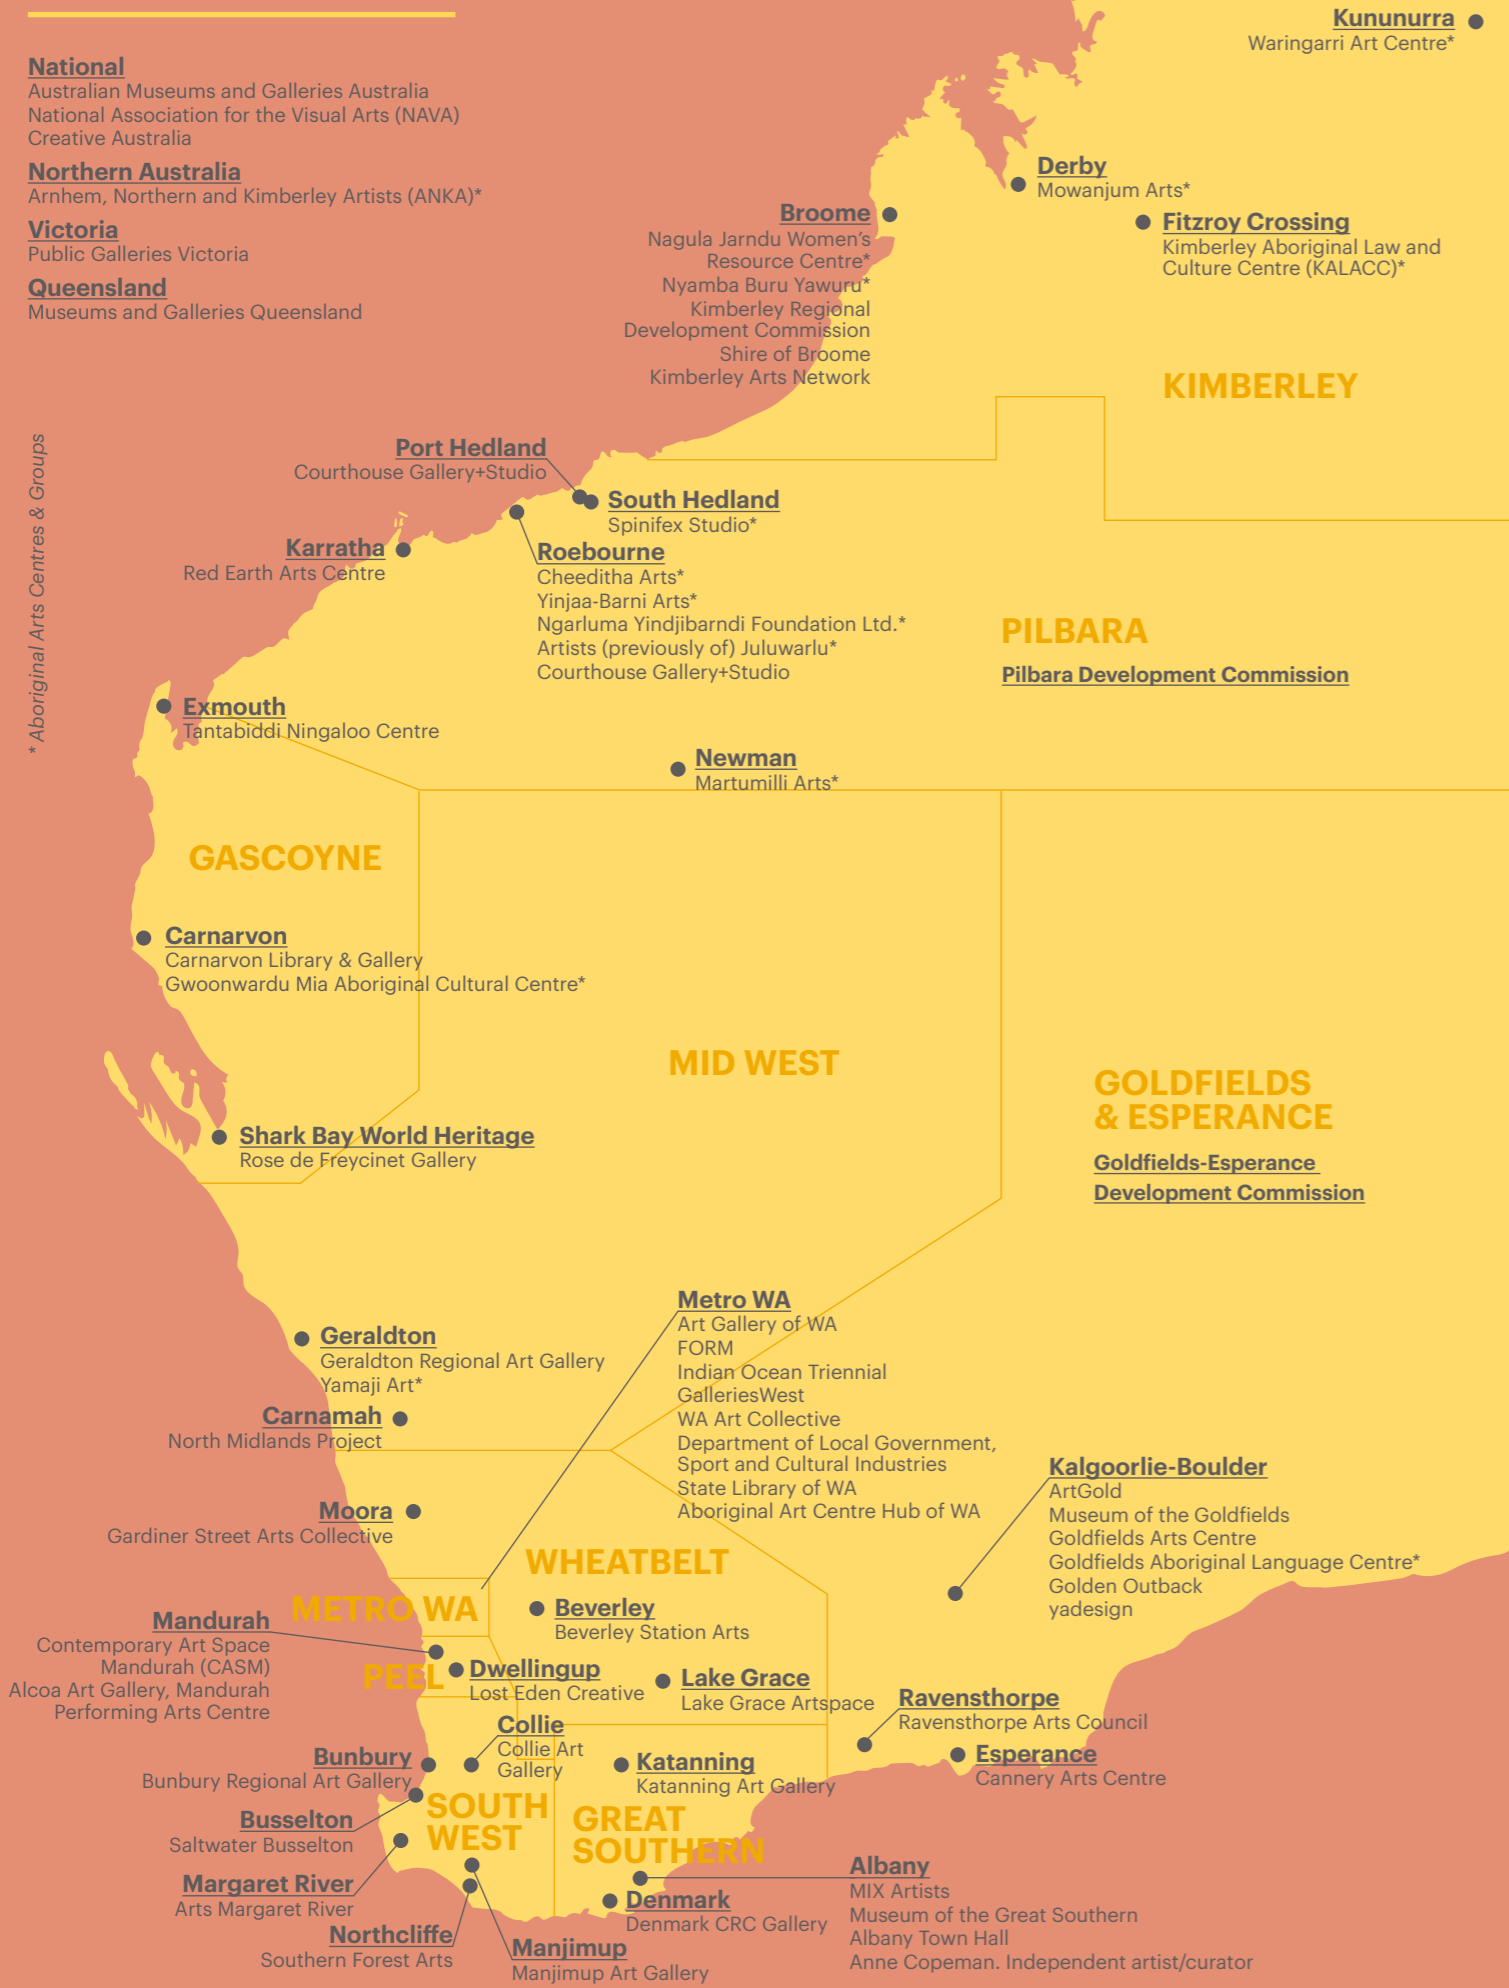 National
Australian Museums and Galleries Australia
National Association for the Visual Arts (NAVA)
Creative Australia
Northern Australia
Arnhem, Northern and Kimberley Artists (ANKA)*
Victoria
Public Galleries Victoria
Queensland
Museums and Galleries Queensland
* Aboriginal Arts Centres & Groups
Kununurra
Waringarri Art Centre*
Derby
Mowanjum Arts*
Fitzroy Crossing
Kimberley Aboriginal Law and
Culture Centre (KALACC)*
Broome
Nagula Jarndu Women's
Resource Centre*
Nyamba Buru Yawuru*
Kimberley Regional
Development Commission
Shire of Broome
Kimberley Arts Network
KIMBERLEY
Port Hedland
Courthouse Gallery+Studio
South Hedland
Spinifex Studio*
Karratha
Red Earth Arts Centre
Roebourne
Cheeditha Arts*
Yinjaa-Barni Arts*
Ngarluma Yindjibarndi Foundation Ltd.*
Artists (previously of) Juluwarlu*
Courthouse Gallery+Studio
PILBARA
Pilbara Development Commission
Exmouth
Tantabiddi Ningaloo Centre
Newman
Martumilli Arts*
GASCOYNE
Carnarvon
Carnarvon Library & Gallery
Gwoonwardu Mia Aboriginal Cultural Centre*
MID WEST
GOLDFIELDS
& ESPERANCE
Goldfields-Esperance
Development Commission
Shark Bay World Heritage
Rose de Freycinet Gallery
Metro WA
Art Gallery of WA
FORM
Indian Ocean Triennial
GalleriesWest
WA Art Collective
Department of Local Government,
Sport and Cultural Industries
State Library of WA
Aboriginal Art Centre Hub of WA
Geraldton
Geraldton Regional Art Gallery
Yamaji Art*
Carnamah
North Midlands Project
Kalgoorlie-Boulder
ArtGold
Museum of the Goldfields
Goldfields Arts Centre
Goldfields Aboriginal Language Centre*
Golden Outback
yadesign
Moora
Gardiner Street Arts Collective
WHEATBELT
METRO WA
Beverley
Beverley Station Arts
Mandurah
Contemporary Art Space
Mandurah (CASM)
Alcoa Art Gallery, Mandurah
Performing Arts Centre
PEEL
Dwellingup
Lost Eden Creative
Lake Grace
Lake Grace Artspace
Ravensthorpe
Ravensthorpe Arts Council
Collie
Collie Art
Gallery
Bunbury
Bunbury Regional Art Gallery
Katanning
Katanning Art Gallery
Esperance
Cannery Arts Centre
SOUTH
WEST
GREAT
SOUTHERN
Busselton
Saltwater Busselton
Margaret River
Arts Margaret River
Northcliffe
Southern Forest Arts
Manjimup
Manjimup Art Gallery
Denmark
Denmark CRC Gallery
Albany
MIX Artists
Museum of the Great Southern
Albany Town Hall
Anne Copeman. Independent artist/curator